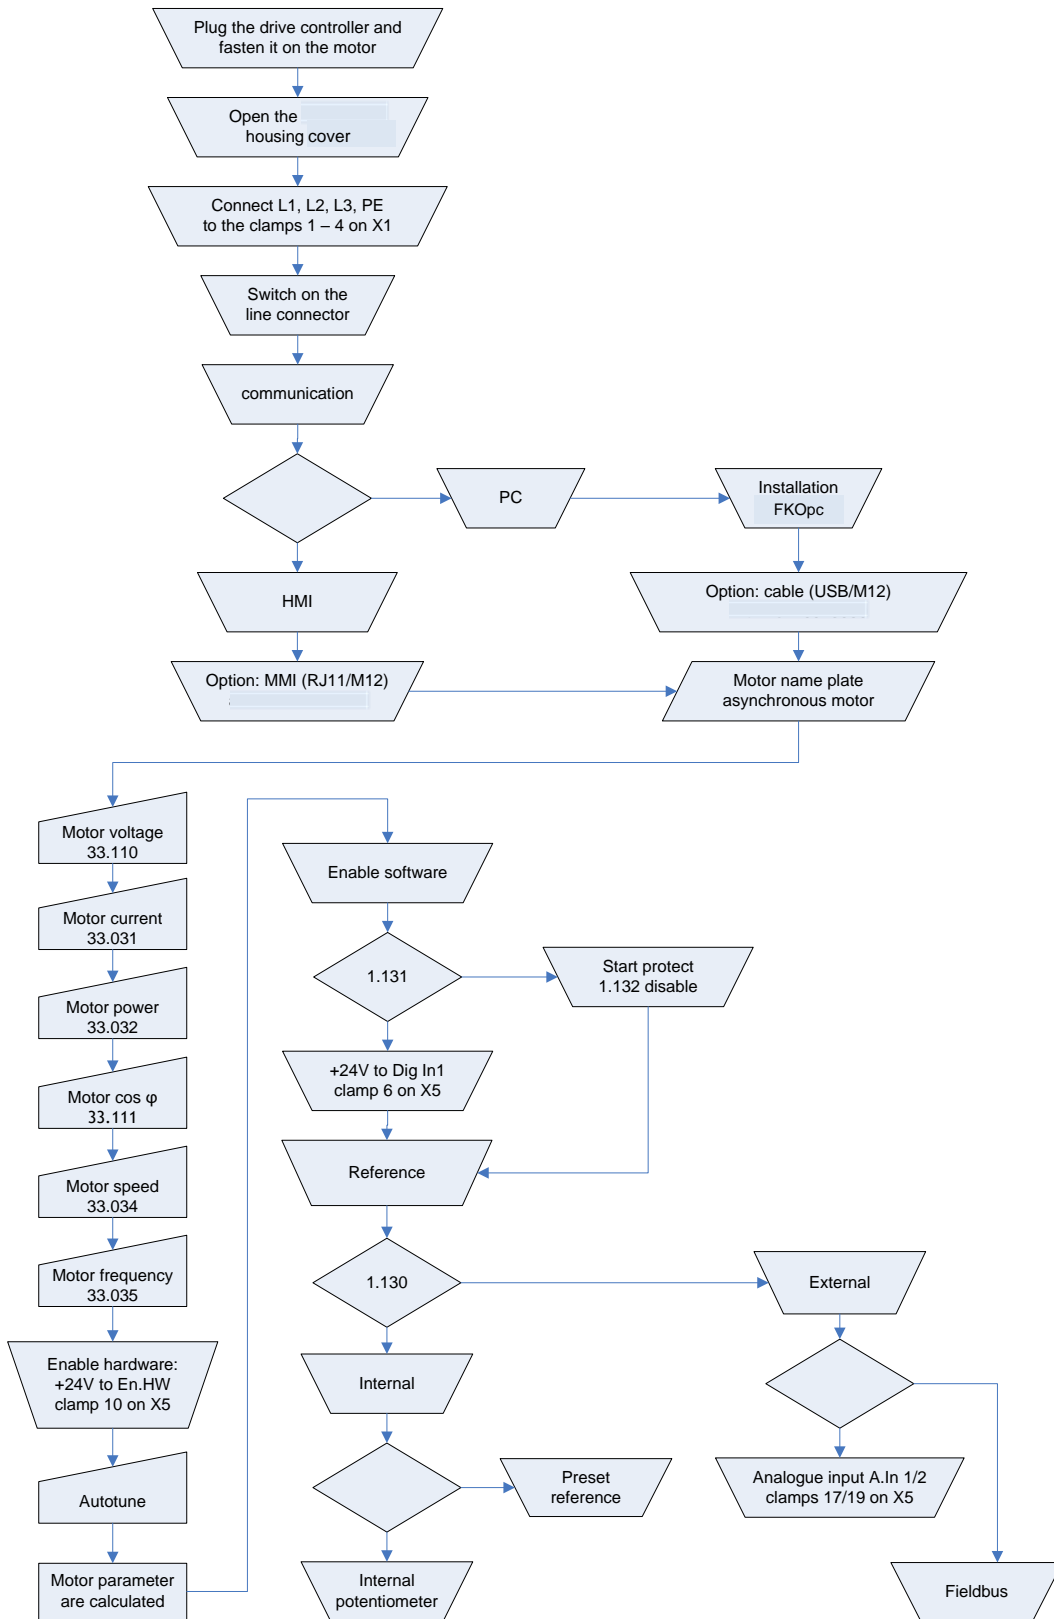 Plug the drive controller and
fasten it on the motor
Open the
housing cover
Connect L1, L2, L3, PE
to the clamps 1 – 4 on X1
Switch on the
line connector
communication
PC
Installation
FKOpc
HMI
Option: cable (USB/M12)
Option: MMI (RJ11/M12)
Motor name plate
asynchronous motor
Motor voltage
33.110
Motor current
33.031
Motor power
33.032
Motor cos φ
33.111
Motor speed
33.034
Motor frequency
33.035
Enable hardware:
+24V to En.HW
clamp 10 on X5
Autotune
Motor parameter
are calculated
Enable software
1.131
Start protect
1.132 disable
+24V to Dig In1
clamp 6 on X5
Reference
1.130
External
Internal
Preset
reference
Analogue input A.In 1/2
clamps 17/19 on X5
Internal
potentiometer
Fieldbus